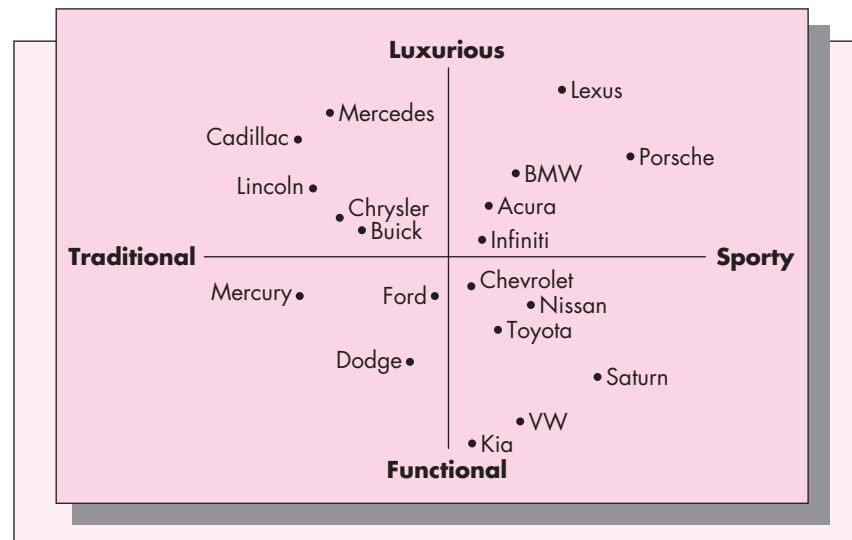 Luxurious
Lexus
Mercedes
Cadillac
Porsche
BMW
Lincoln
Acura
Chrysler
Buick
Infiniti
Traditional
Sporty
Chevrolet
Mercury
Ford
Nissan
Toyota
Dodge
Saturn
VW
Kia
Functional